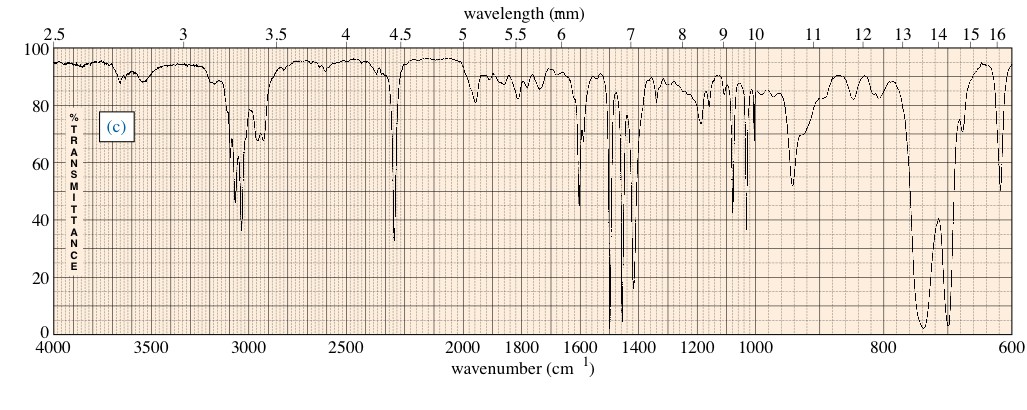 wavelength (mm)
2.5 3 3.5 4 4.5 5 5.5 6 7 8 9 10 11 12 13 14 15 16
100
80
60
40
20
0
(c)
%
T
R
A
N
S
M
I
T
T
A
N
C
E
4000 3500 3000 2500 2000 1800 1600 1400 1200 1000 800 600
wavenumber (cm 1)